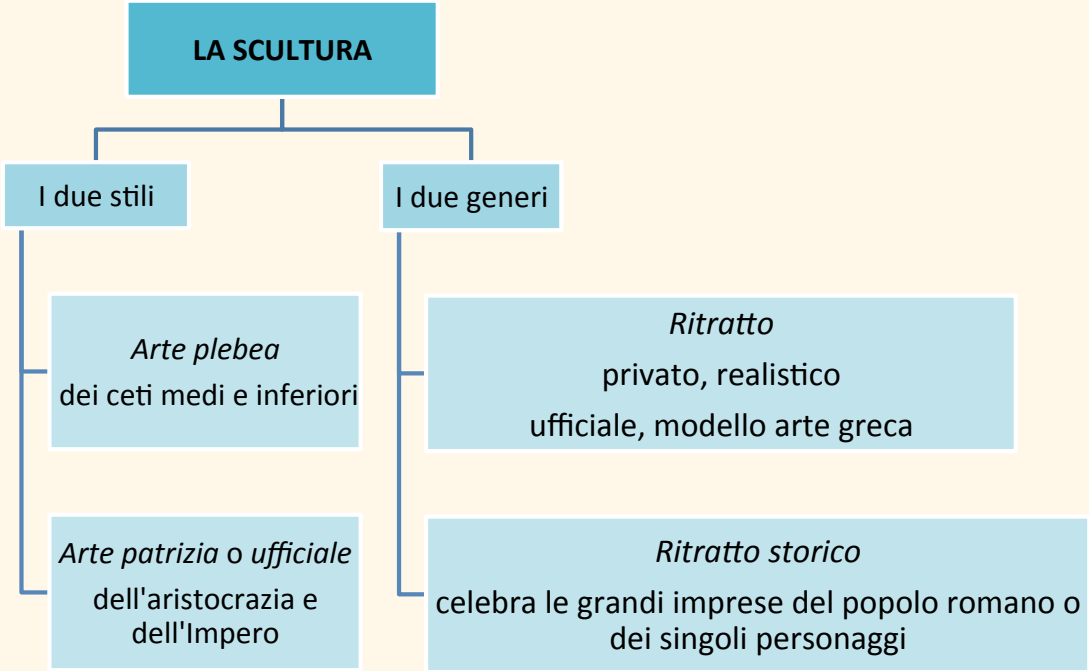 LA SCULTURA
I due stili
Arte plebea
dei ceti medi e inferiori
Arte patrizia o ufficiale
dell'aristocrazia e
dell'Impero
I due generi
Ritratto
privato, realistico
ufficiale, modello arte greca
Ritratto storico
celebra le grandi imprese del popolo romano o
dei singoli personaggi